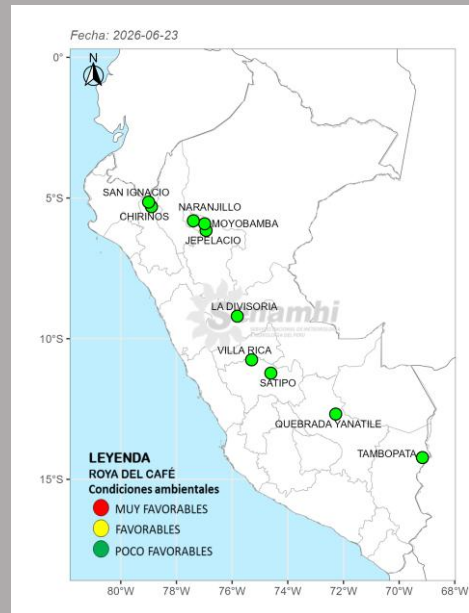 Fecha: 2026-06-23
N
0°
SAN IGNACIO
CHIRINOS
NARANJILLO
MOYOBAMBA
JEPELACIO
5°S
LA DIVISORIA
Senamhi
10°S
VILLA RICA
SATIPO
QUEBRADA YANATILE
TAMBOPATA
15°S
LEYENDA
ROYA DEL CAFÉ
Condiciones ambientales
MUY FAVORABLES
FAVORABLES
POCO FAVORABLES
80°W 78°W 76°W 74°W 72°W 70°W 68°W